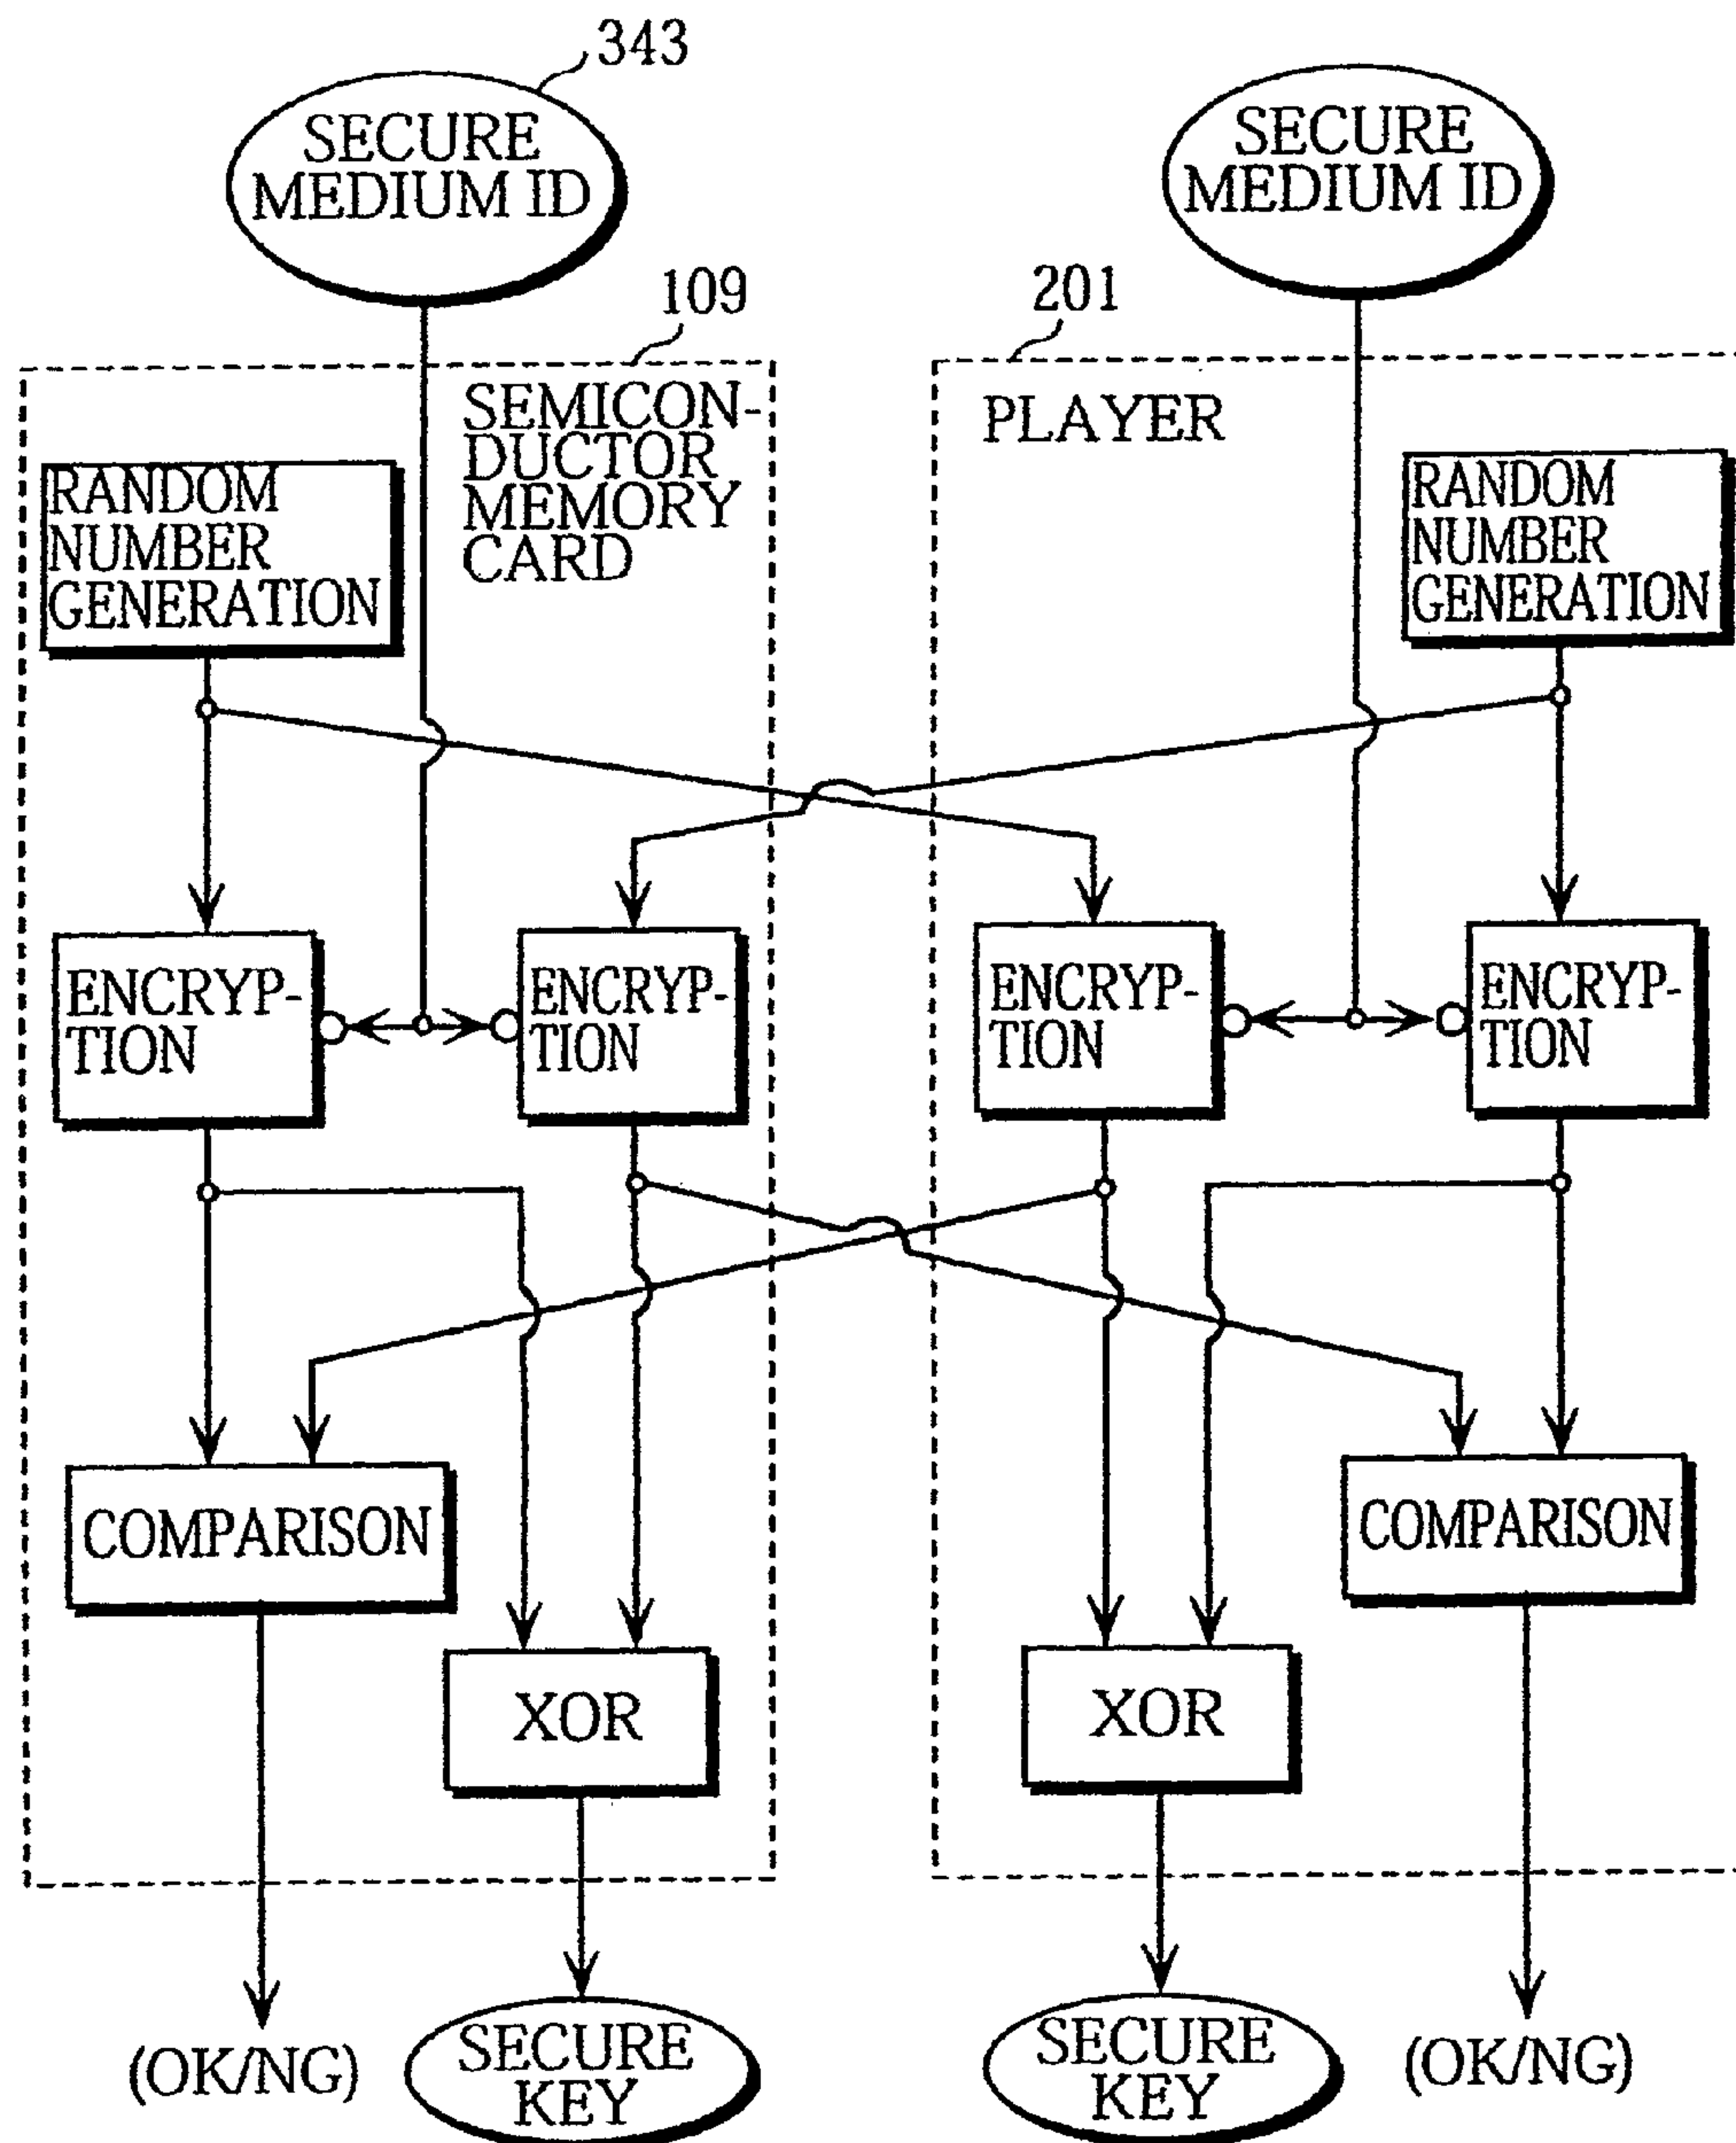 343
SECURE
MEDIUM ID
SECURE
MEDIUM ID
109
201
SEMICON-
DUCTOR
MEMORY
CARD
PLAYER
RANDOM
NUMBER
GENERATION
RANDOM
NUMBER
GENERATION
ENCRYP-
TION
ENCRYP-
TION
ENCRYP-
TION
ENCRYP-
TION
COMPARISON
COMPARISON
XOR
XOR
(OK/NG)
SECURE
KEY
SECURE
KEY
(OK/NG)